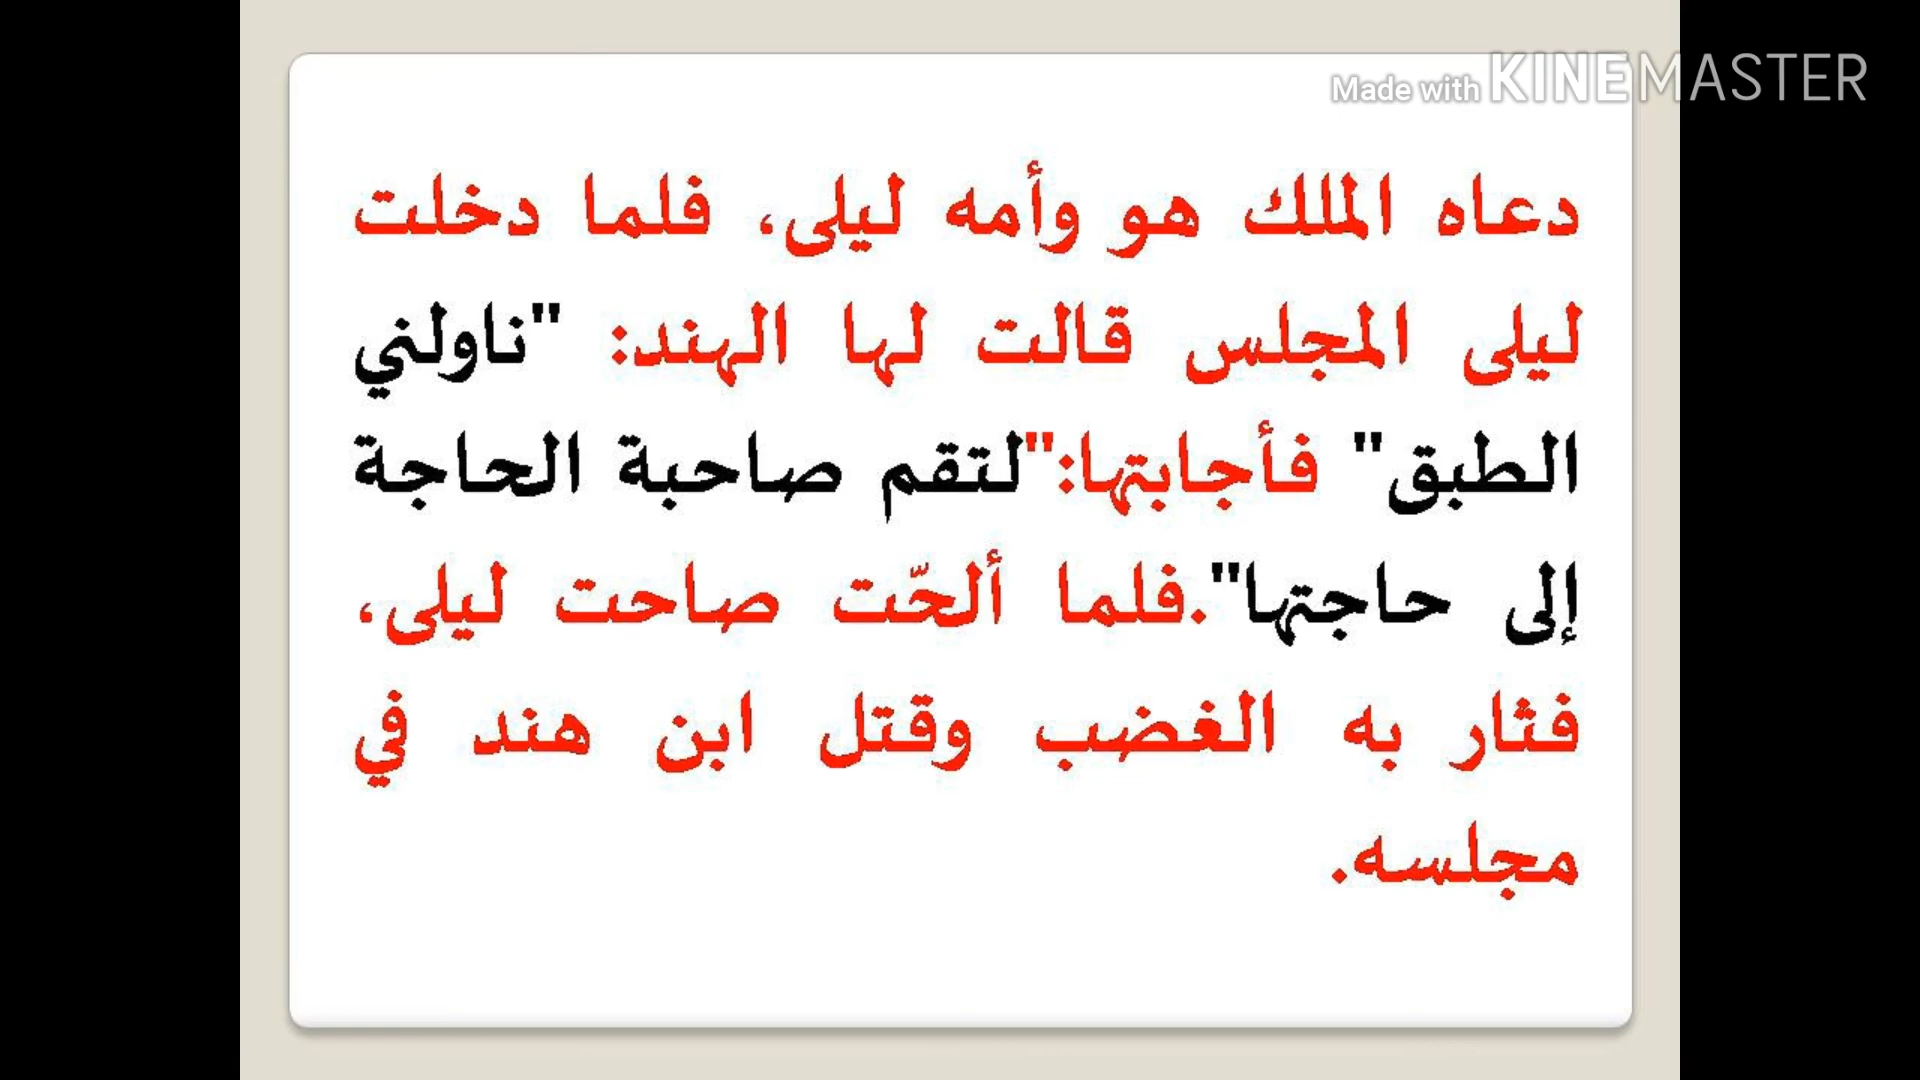 Made with KINEMASTER
دعاه الملك هو وأمه ليلى، فلما دخلت
ليلى المجلس قالت لها الهند: "ناولني
الطبق" فأجابتها:"لتقم صاحبة الحاجة
إلى حاجتها".فلما ألحّت صاحت ليلى،
فثار به الغضب وقتل ابن هند في
مجلسه.